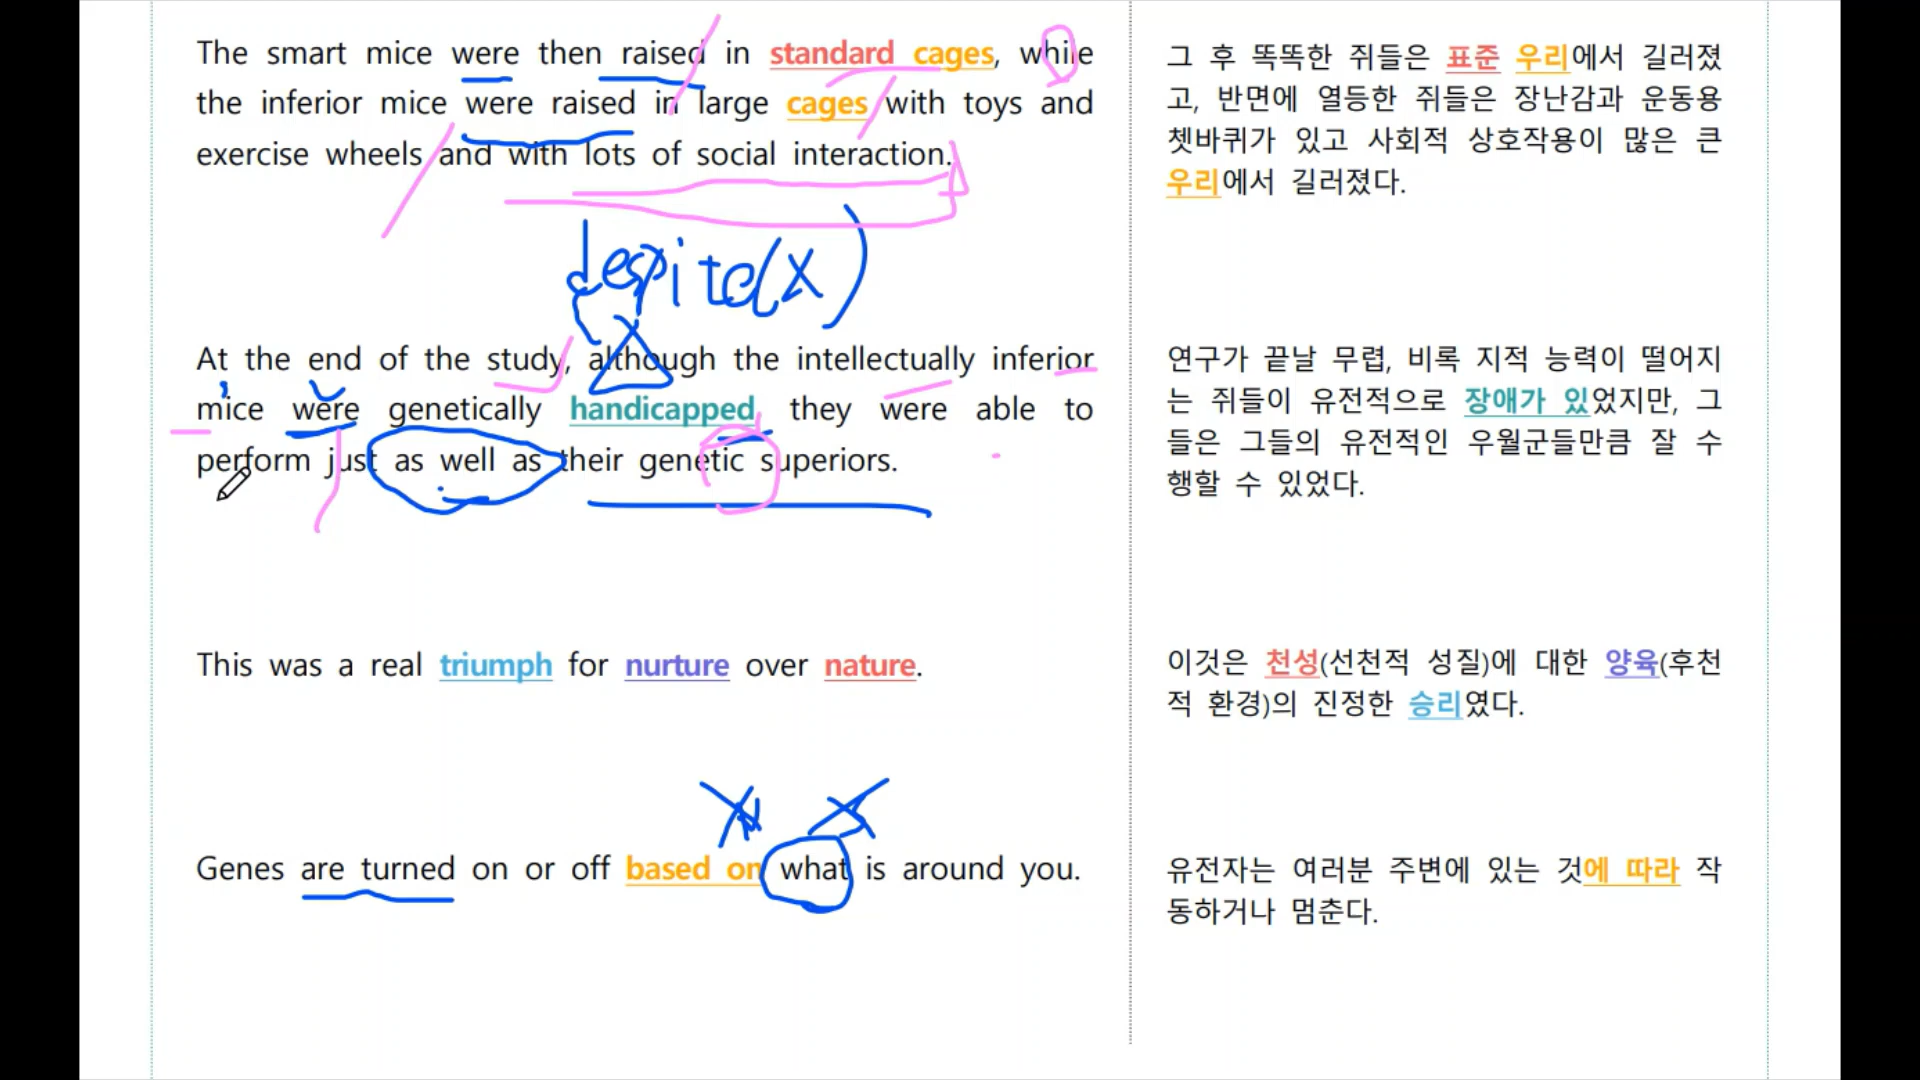 The smart mice were then raised in standard cages, while
the inferior mice were raised in large cages with toys and
exercise wheels and with lots of social interaction.
despite(X)
At the end of the study, although the intellectually inferior
mice were genetically handicapped, they were able to
perform just as well as their genetic superiors.
This was a real triumph for nurture over nature.
Genes are turned on or off based on what is around you.
그 후 똑똑한 쥐들은 표준 우리에서 길러졌
고, 반면에 열등한 쥐들은 장난감과 운동용
쳇바퀴가 있고 사회적 상호작용이 많은 큰
우리에서 길러졌다.
연구가 끝날 무렵, 비록 지적 능력이 떨어지
는 쥐들이 유전적으로 장애가 있었지만, 그
들은 그들의 유전적인 우월군들만큼 잘 수
행할 수 있었다.
이것은 천성(선천적 성질)에 대한 양육(후천
적 환경)의 진정한 승리였다.
유전자는 여러분 주변에 있는 것에 따라 작
동하거나 멈춘다.